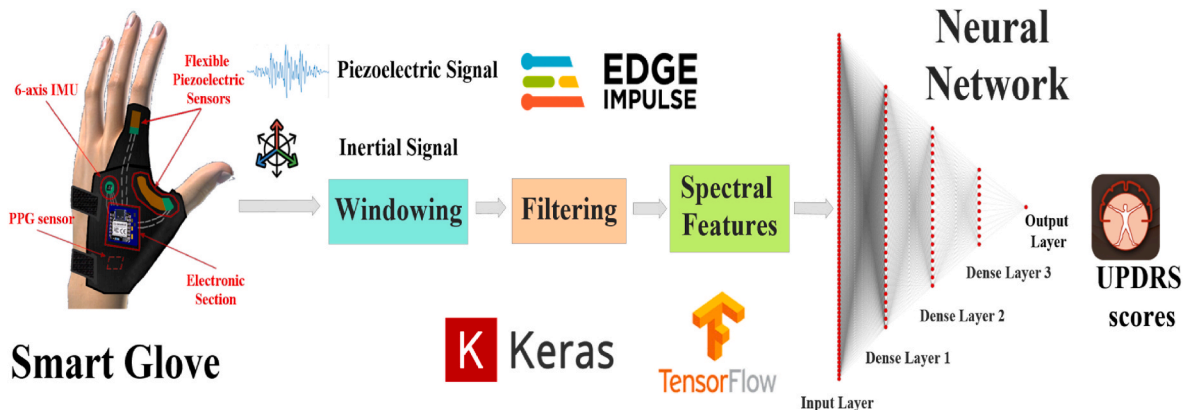 6-axis IMU
Flexible
Piezoelectric
Sensors
PPG sensor
Electronic
Section
Smart Glove
Piezoelectric Signal
Inertial Signal
EDGE
IMPULSE
Windowing
Filtering
Spectral
Features
K Keras
TensorFlow
Neural
Network
Input Layer
Dense Layer 1
Dense Layer 2
Dense Layer 3
Output
Layer
UPDRS
scores